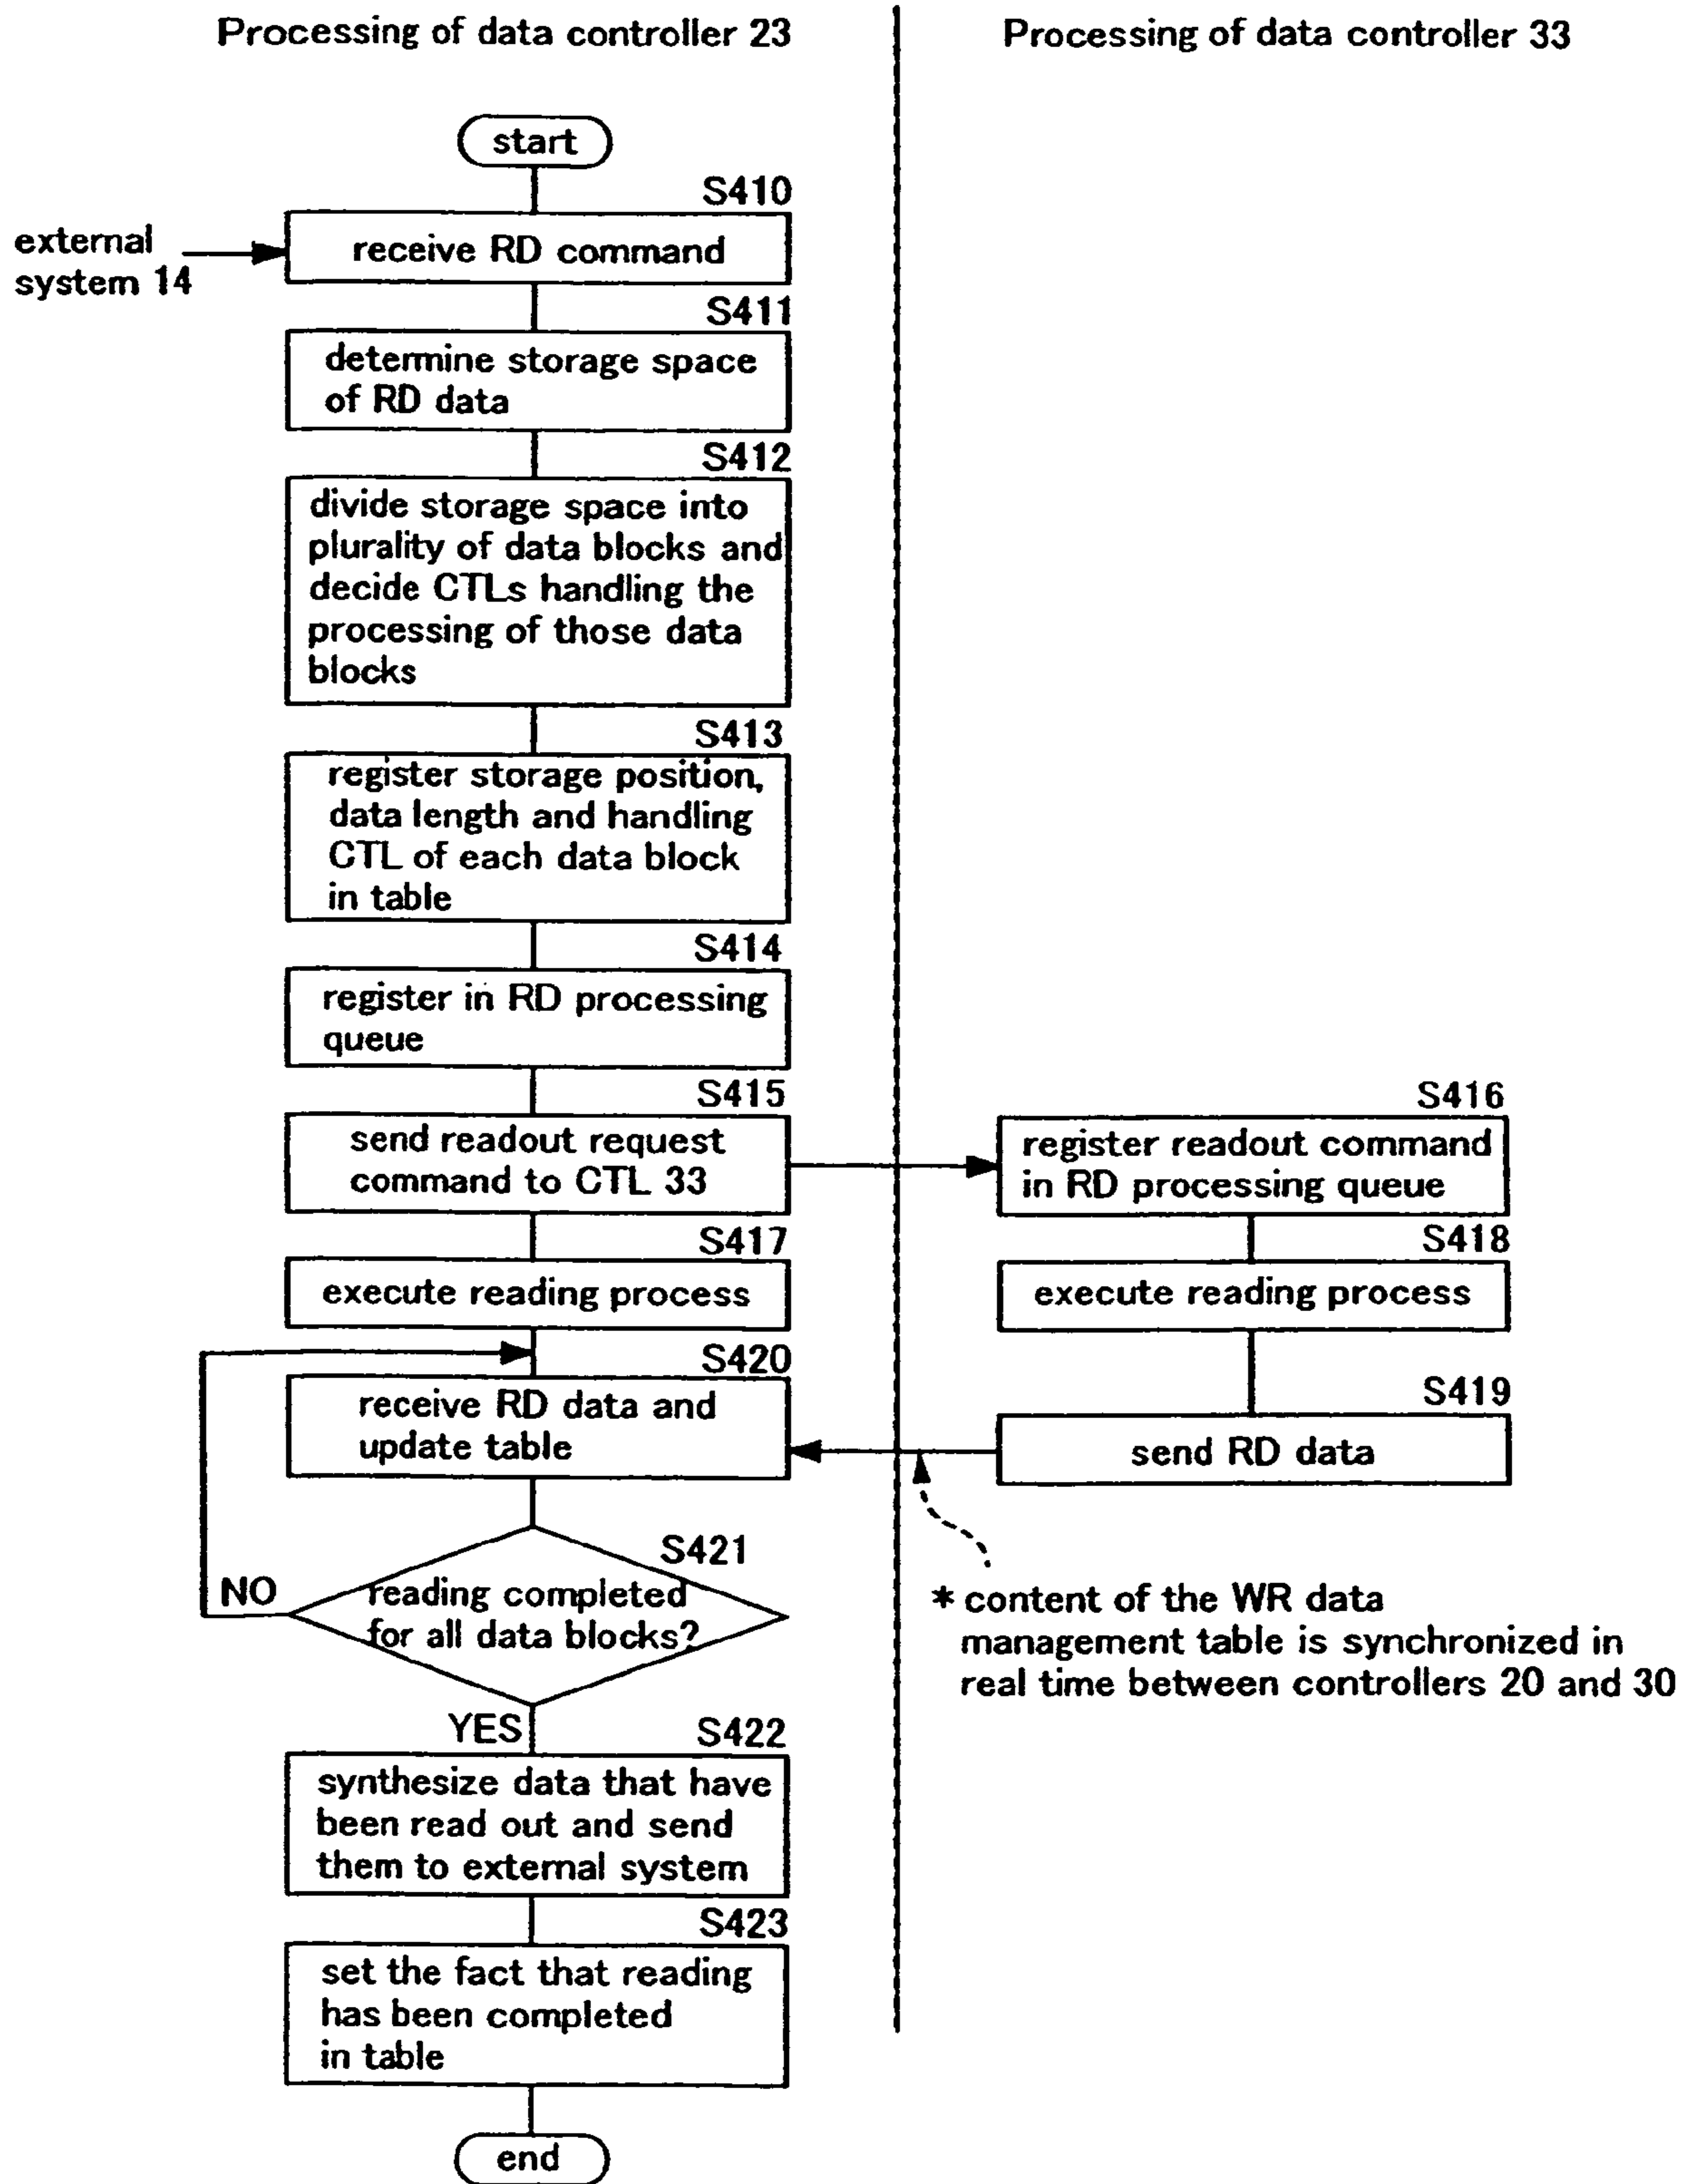 Processing of data controller 23
Processing of data controller 33
start
S410
external
system 14
receive RD command
S411
determine storage space
of RD data
S412
divide storage space into
plurality of data blocks and
decide CTLs handling the
processing of those data
blocks
S413
register storage position,
data length and handling
CTL of each data block
in table
S414
register in RD processing
queue
S415
send readout request
command to CTL 33
S416
register readout command
in RD processing queue
S417
execute reading process
S418
execute reading process
S420
receive RD data and
update table
S419
send RD data
S421
reading completed
for all data blocks?
NO
* content of the WR data
management table is synchronized in
real time between controllers 20 and 30
YES
S422
synthesize data that have
been read out and send
them to external system
S423
set the fact that reading
has been completed
in table
end